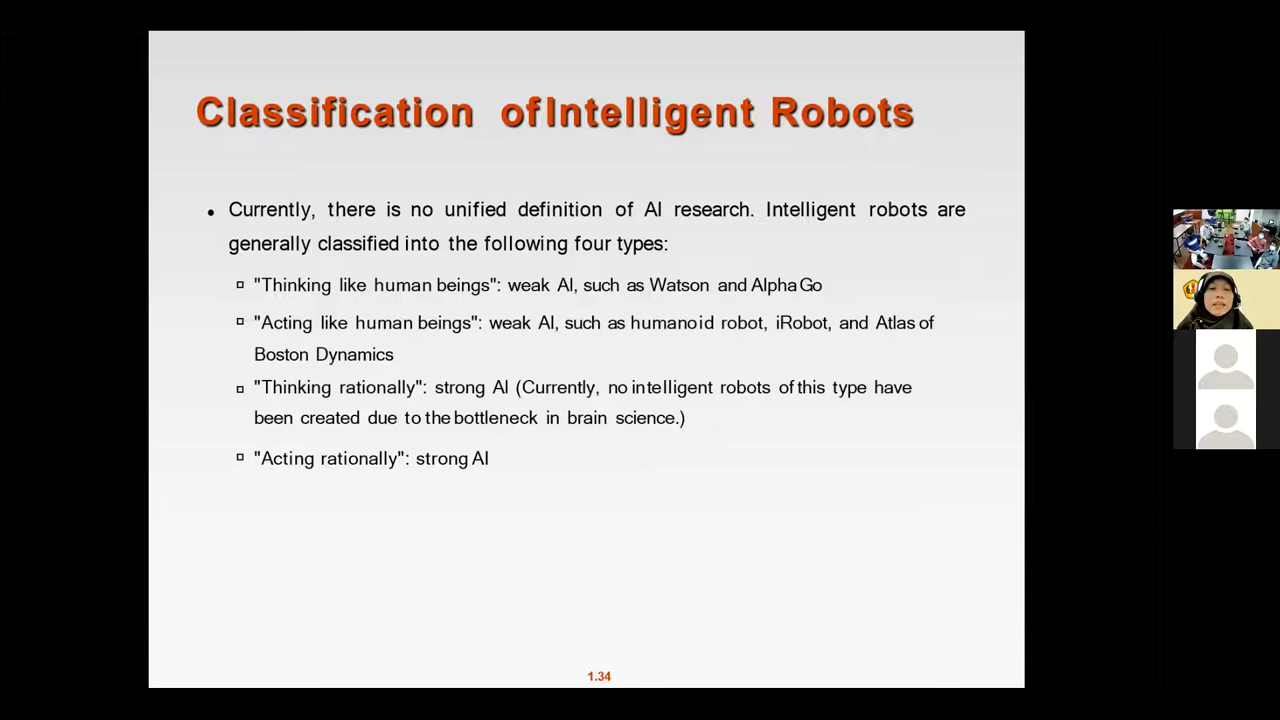 Classification of Intelligent Robots
• Currently, there is no unified definition of AI research. Intelligent robots are
generally classified into the following four types:
▫ "Thinking like human beings": weak AI, such as Watson and Alpha Go
▫ "Acting like human beings": weak AI, such as humanoid robot, iRobot, and Atlas of
Boston Dynamics
▫ "Thinking rationally": strong AI (Currently, no intelligent robots of this type have
been created due to the bottleneck in brain science.)
▫ "Acting rationally": strong AI
1.34